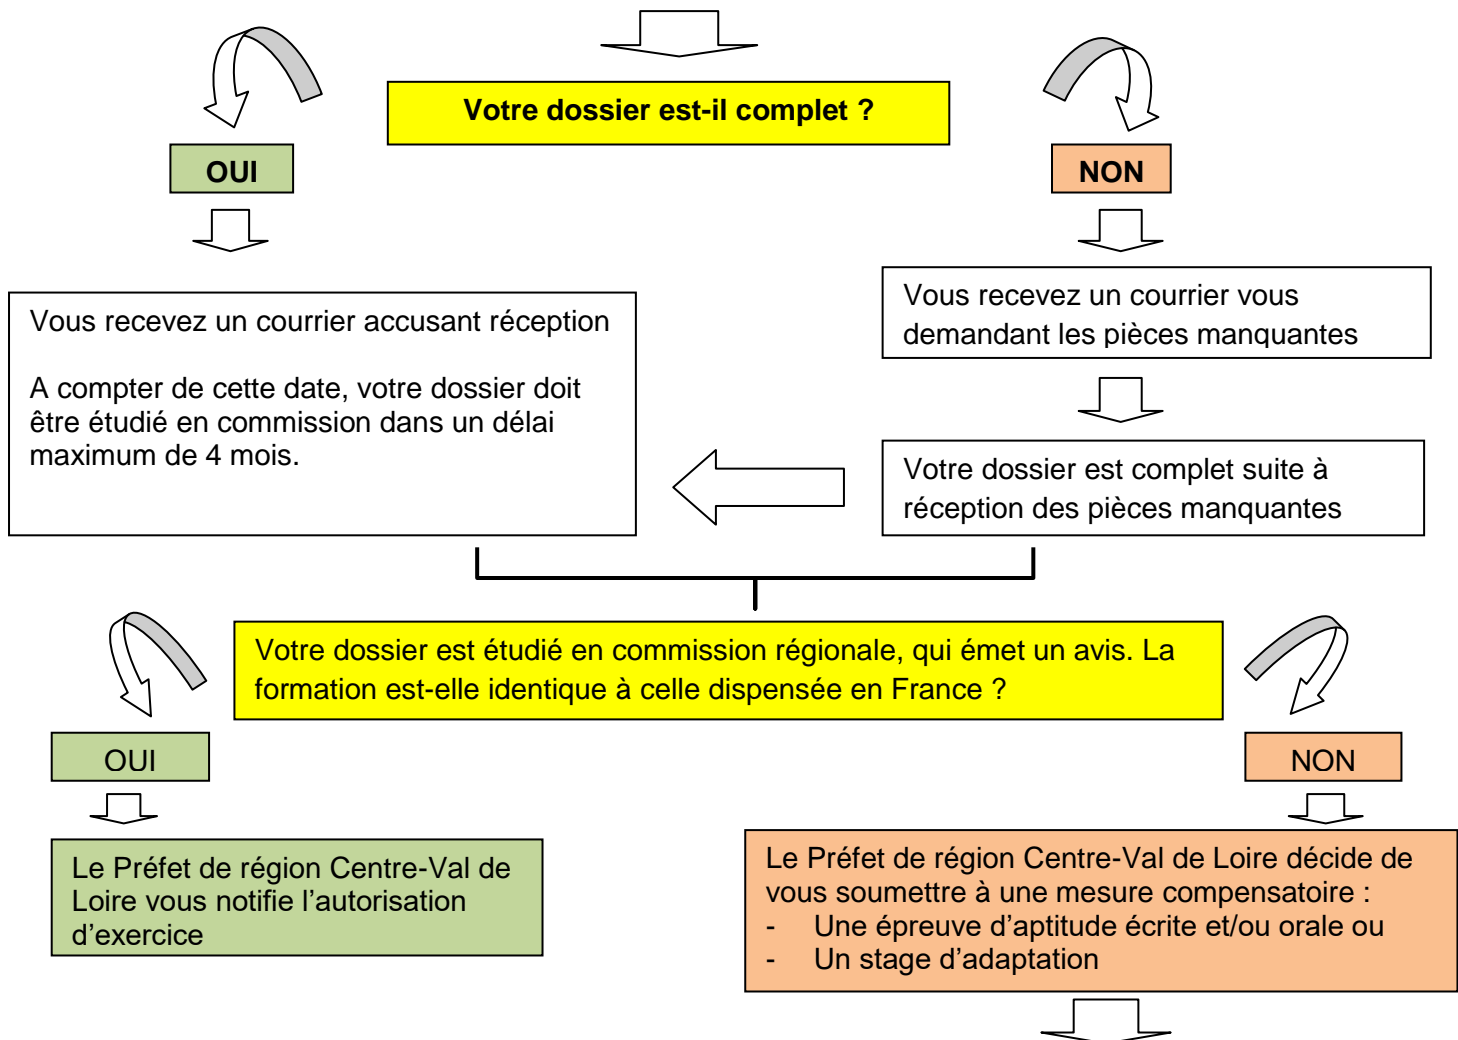 Votre dossier est-il complet ?
OUI
NON
Vous recevez un courrier accusant réception
A compter de cette date, votre dossier doit
être étudié en commission dans un délai
maximum de 4 mois.
Vous recevez un courrier vous
demandant les pièces manquantes
Votre dossier est complet suite à
réception des pièces manquantes
Votre dossier est étudié en commission régionale, qui émet un avis. La
formation est-elle identique à celle dispensée en France ?
OUI
NON
Le Préfet de région Centre-Val de
Loire vous notifie l’autorisation
d’exercice
Le Préfet de région Centre-Val de Loire décide de
vous soumettre à une mesure compensatoire :
- Une épreuve d’aptitude écrite et/ou orale ou
- Un stage d’adaptation